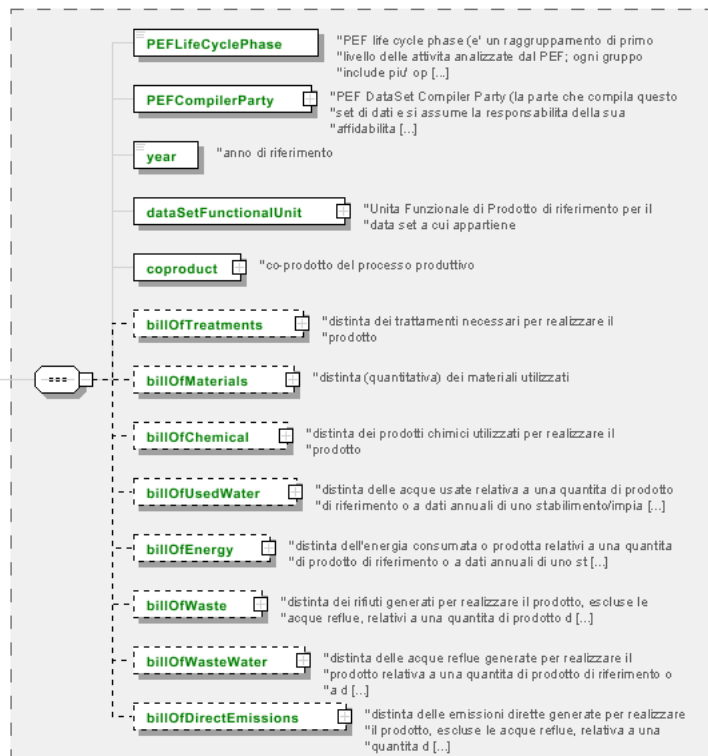 PEFLifeCyclePhase
"PEF life cycle phase (e' un raggruppamento di primo
"livello delle attivita analizzate dal PEF; ogni gruppo
"include piu' op [...]
PEFCompilerParty
"PEF DataSet Compiler Party (la parte che compila questo
"set di dati e si assume la responsabilita della sua
"affidabilita [...]
year
"anno di riferimento
dataSetFunctionalUnit
"Unita Funzionale di Prodotto di riferimento per il
"data set a cui appartiene
coproduct
"co-prodotto del processo produttivo
billOfTreatments
"distinta dei trattamenti necessari per realizzare il
"prodotto
billOfMaterials
"distinta (quantitativa) dei materiali utilizzati
billOfChemical
"distinta dei prodotti chimici utilizzati per realizzare il
"prodotto
billOfUsedWater
"distinta delle acque usate relativa a una quantita di prodotto
"di riferimento o a dati annuali di uno stabilimento/impia [...]
billOfEnergy
"distinta dell'energia consumata o prodotta relativi a una quantita
"di prodotto di riferimento o a dati annuali di uno st [...]
billOfWaste
"distinta dei rifiuti generati per realizzare il prodotto, escluse le
"acque reflue, relativi a una quantita di prodotto d [...]
billOfWasteWater
"distinta delle acque reflue generate per realizzare il
"prodotto relativa a una quantita di prodotto di riferimento o
"a d [...]
billOfDirectEmissions
"distinta delle emissioni dirette generate per realizzare
"il prodotto, escluse le acque reflue, relativa a una
"quantita d [...]